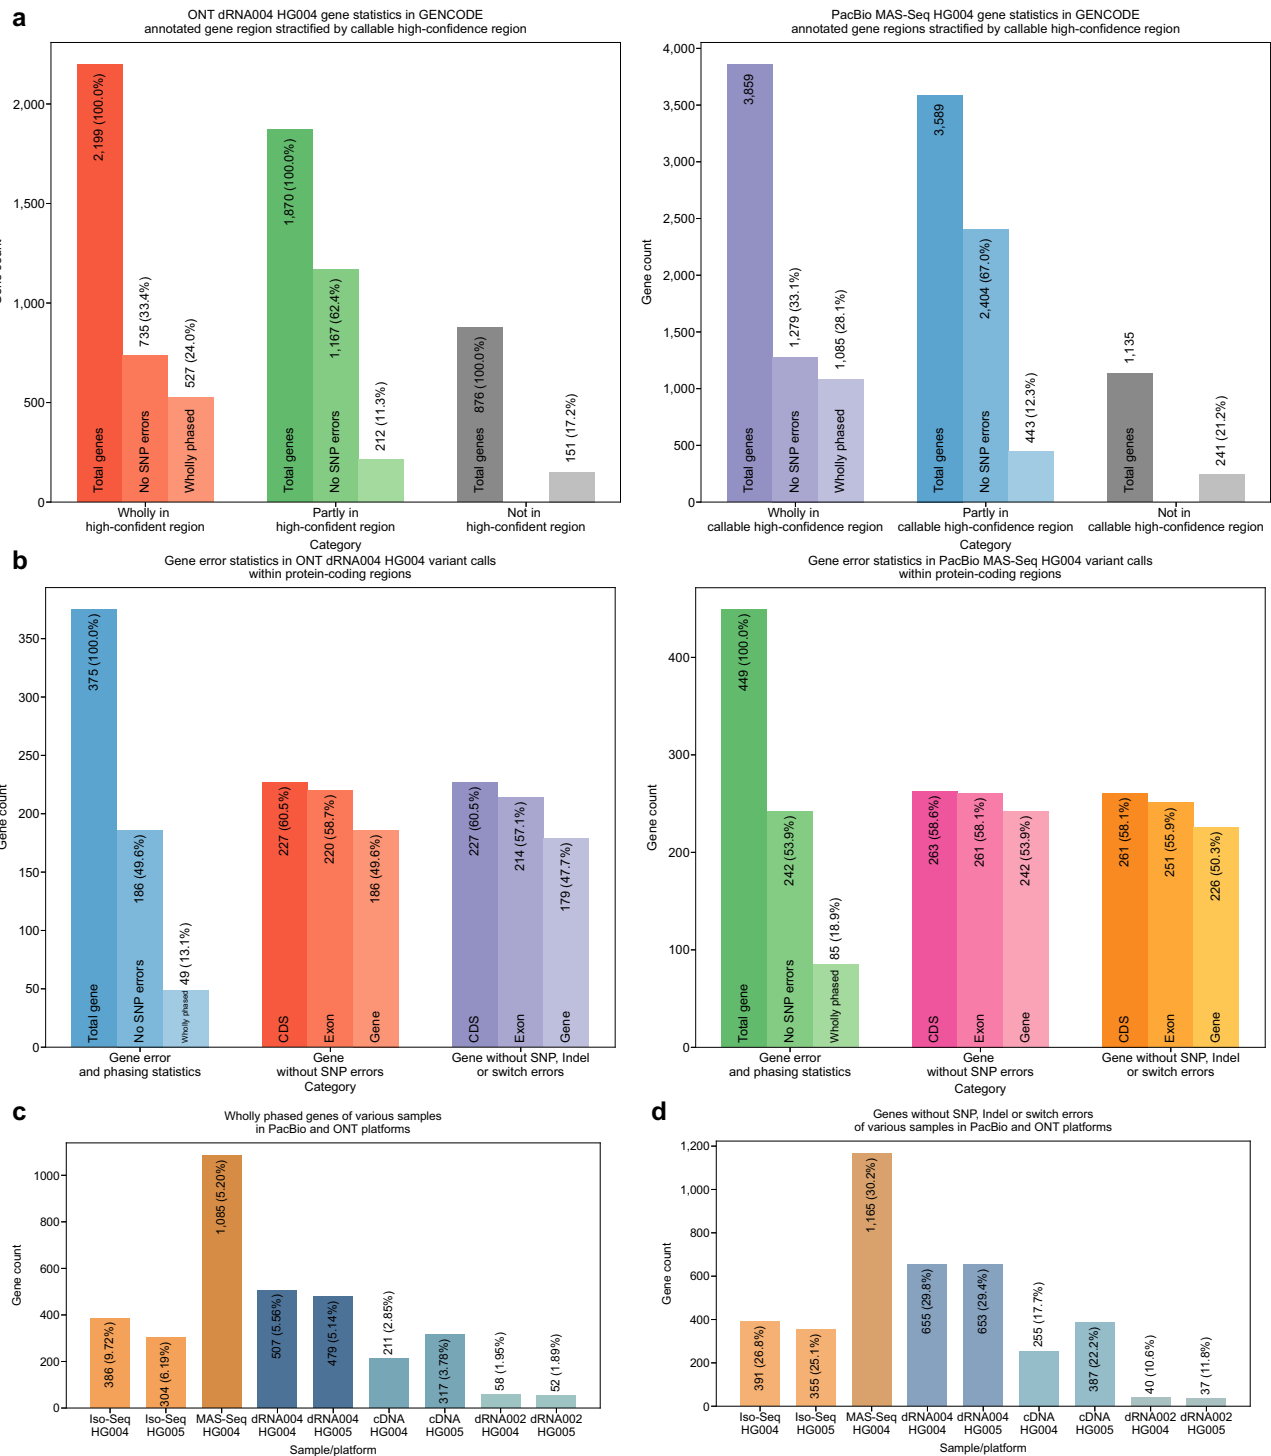 a
ONT dRNA004 HG004 gene statistics in GENCODE
annotated gene region stractified by callable high-confidence region
Gene count
2,000
1,500
1,000
500
0
2,199 (100.0%)
735 (33.4%)
527 (24.0%)
Total genes
No SNP errors
Wholly phased
1,870 (100.0%)
1,167 (62.4%)
212 (11.3%)
Total genes
No SNP errors
876 (100.0%)
151 (17.2%)
Total genes
Wholly in
high-confident region
Partly in
high-confident region
Not in
high-confident region
Category
PacBio MAS-Seq HG004 gene statistics in GENCODE
annotated gene regions stractified by callable high-confidence region
Gene count
4,000
3,500
3,000
2,500
2,000
1,500
1,000
500
0
3,859
1,279 (33.1%)
1,085 (28.1%)
Total genes
No SNP errors
Wholly phased
3,589
2,404 (67.0%)
443 (12.3%)
Total genes
No SNP errors
1,135
241 (21.2%)
Total genes
Wholly in
callable high-confidence region
Partly in
callable high-confidence region
Not in
callable high-confidence region
Category
b
Gene error statistics in ONT dRNA004 HG004 variant calls
within protein-coding regions
Gene count
350
300
250
200
150
100
50
0
375 (100.0%)
186 (49.6%)
49 (13.1%)
Total gene
No SNP errors
Wholly phased
227 (60.5%)
220 (58.7%)
186 (49.6%)
CDS
Exon
Gene
227 (60.5%)
214 (57.1%)
179 (47.7%)
CDS
Exon
Gene
Gene error
and phasing statistics
Gene
without SNP errors
Gene without SNP, Indel
or switch errors
Category
Gene error statistics in PacBio MAS-Seq HG004 variant calls
within protein-coding regions
Gene count
400
300
200
100
0
449 (100.0%)
242 (53.9%)
85 (18.9%)
Total gene
No SNP errors
Wholly phased
263 (58.6%)
261 (58.1%)
242 (53.9%)
CDS
Exon
Gene
261 (58.1%)
251 (55.9%)
226 (50.3%)
CDS
Exon
Gene
Gene error
and phasing statistics
Gene
without SNP errors
Gene without SNP, Indel
or switch errors
Category
c
Wholly phased genes of various samples
in PacBio and ONT platforms
Gene count
1000
800
600
400
200
0
386 (9.72%)
304 (6.19%)
1,085 (5.20%)
507 (5.56%)
479 (5.14%)
211 (2.85%)
317 (3.78%)
58 (1.95%)
52 (1.89%)
Iso-Seq
HG004
Iso-Seq
HG005
MAS-Seq
HG004
dRNA004
HG004
dRNA004
HG005
cDNA
HG004
cDNA
HG005
dRNA002
HG004
dRNA002
HG005
Sample/platform
d
Genes without SNP, Indel or switch errors
of various samples in PacBio and ONT platforms
Gene count
1,200
1,000
800
600
400
200
0
391 (26.8%)
355 (25.1%)
1,165 (30.2%)
655 (29.8%)
653 (29.4%)
255 (17.7%)
387 (22.2%)
40 (10.6%)
37 (11.8%)
Iso-Seq
HG004
Iso-Seq
HG005
MAS-Seq
HG004
dRNA004
HG004
dRNA004
HG005
cDNA
HG004
cDNA
HG005
dRNA002
HG004
dRNA002
HG005
Sample/platform